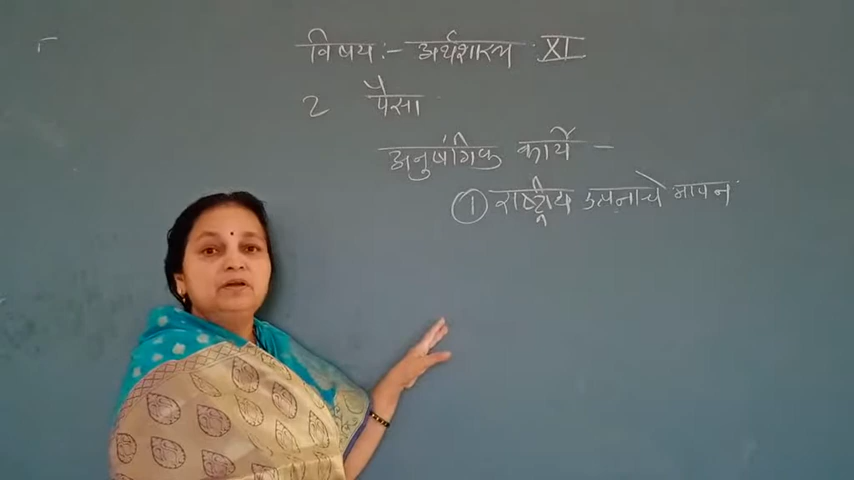 विषय :- अर्थशास्त्र XI
2 पैसा
अनुषंगिक कार्ये -
① राष्ट्रीय उत्पन्नाचे मापन